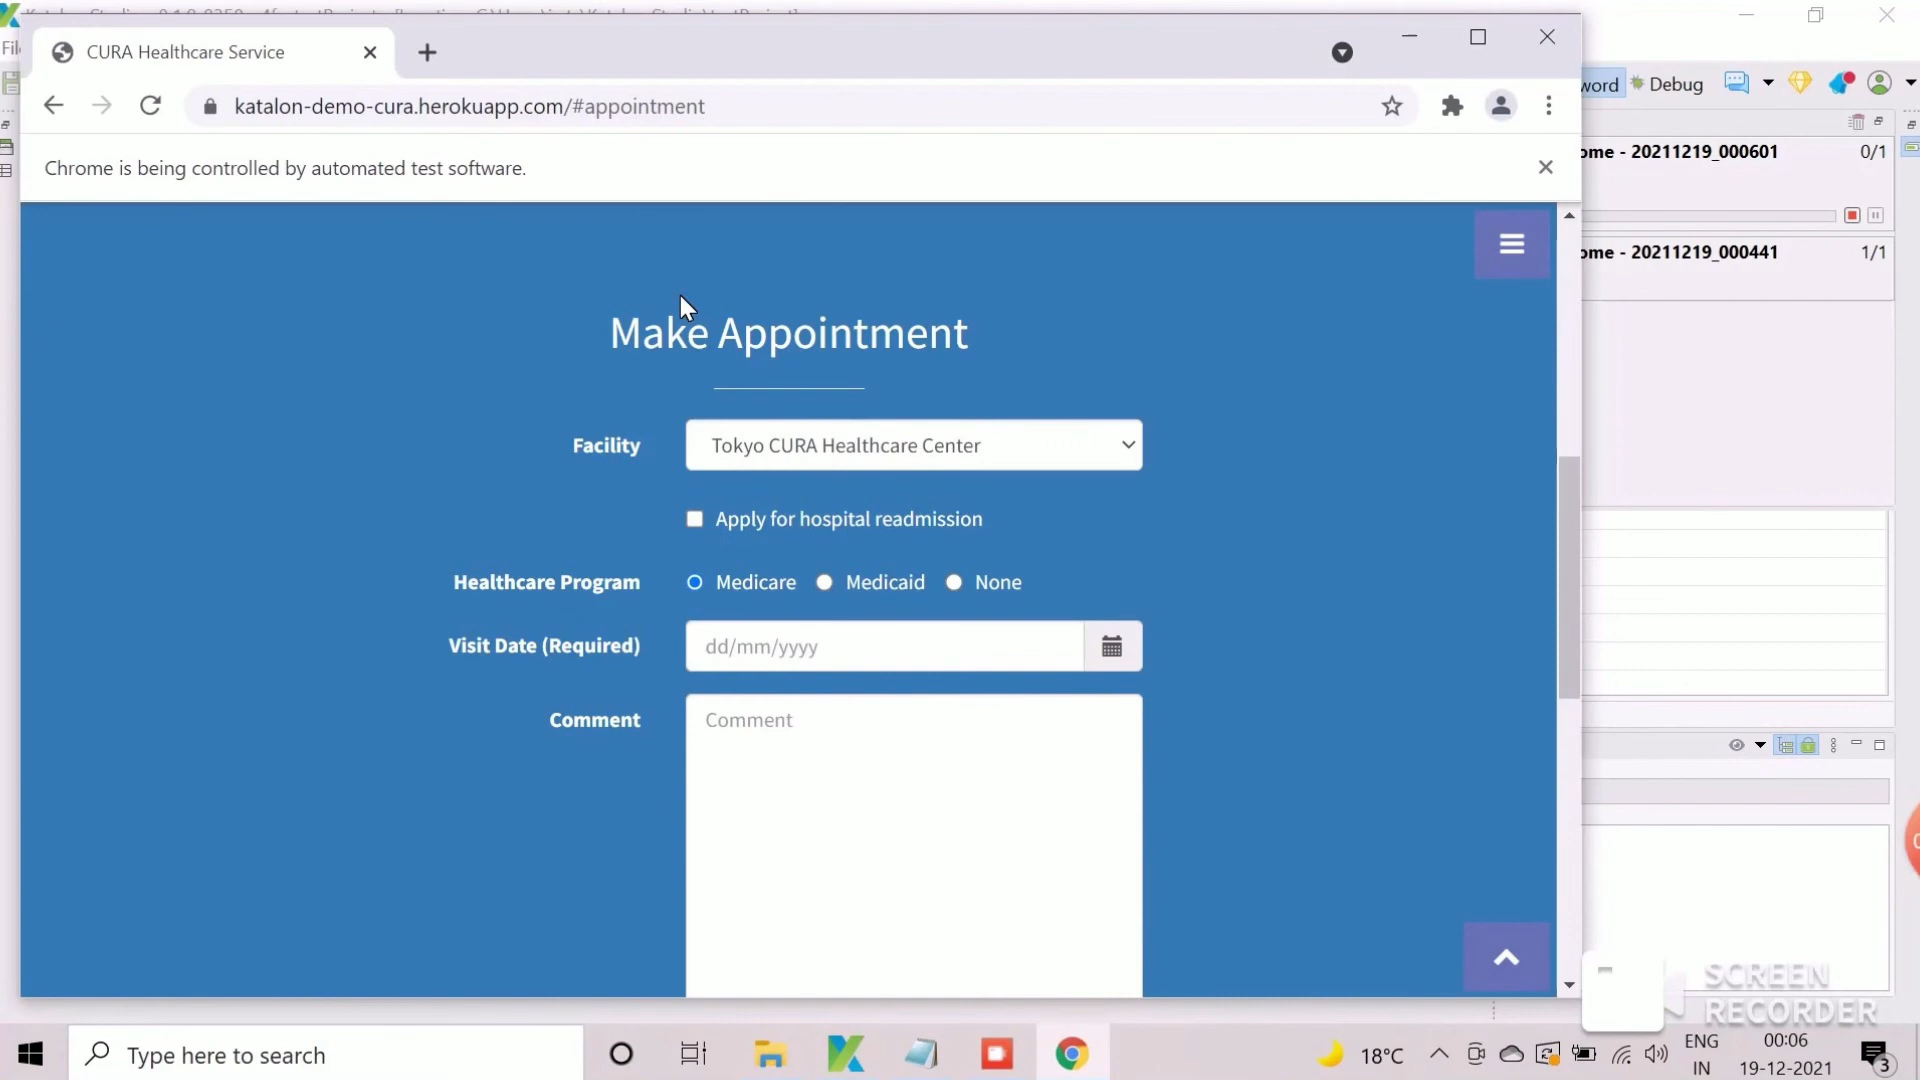 CURA Healthcare Service
katalon-demo-cura.herokuapp.com/#appointment
word
Debug
Chrome is being controlled by automated test software.
ome - 20211219_000601
0/1
ome - 20211219_000441
1/1
Make Appointment
Facility
Tokyo CURA Healthcare Center
Apply for hospital readmission
Healthcare Program
Medicare
Medicaid
None
Visit Date (Required)
dd/mm/yyyy
Comment
Comment
SCREEN
RECORDER
Type here to search
18°C
ENG
IN
00:06
19-12-2021
3